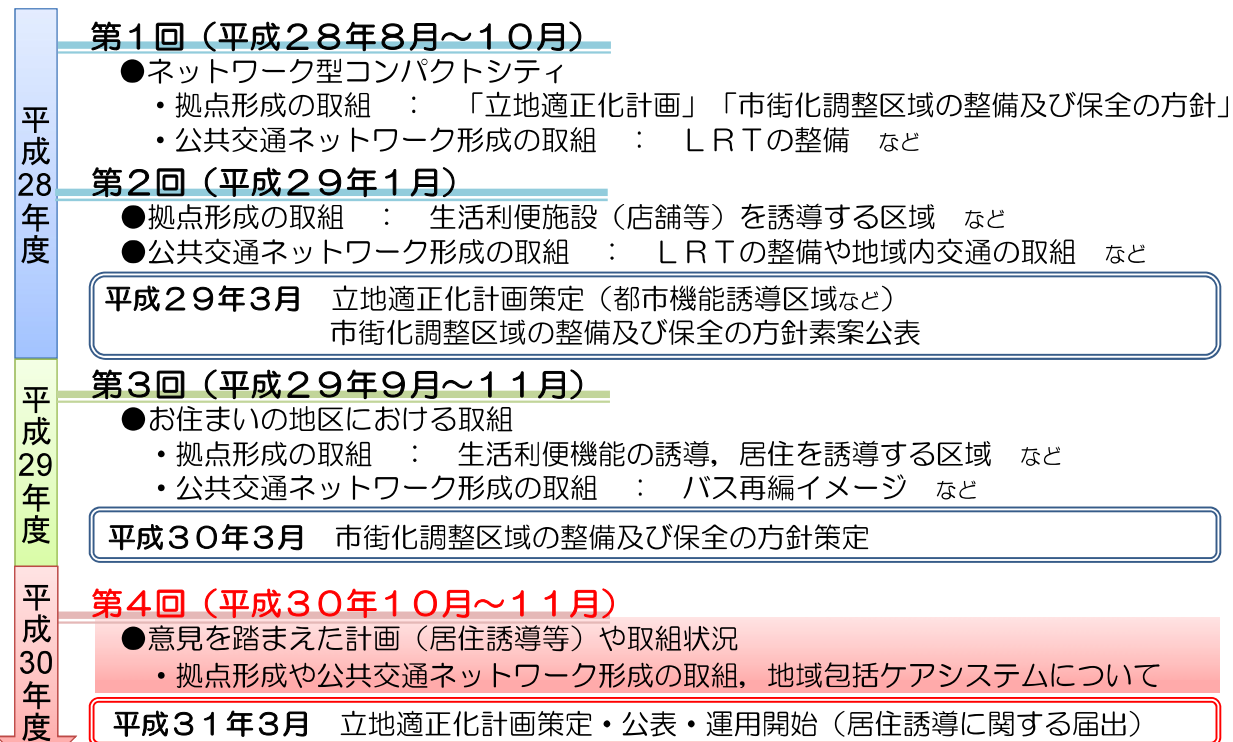 平成28年度
第1回（平成２８年８月～１０月）
●ネットワーク型コンパクトシティ
・拠点形成の取組　：　「立地適正化計画」「市街化調整区域の整備及び保全の方針」
・公共交通ネットワーク形成の取組　：　ＬＲＴの整備　など
第２回（平成２９年１月）
●拠点形成の取組　：　生活利便施設（店舗等）を誘導する区域　など
●公共交通ネットワーク形成の取組　：　ＬＲＴの整備や地域内交通の取組　など
平成２９年３月　立地適正化計画策定（都市機能誘導区域など）
市街化調整区域の整備及び保全の方針素案公表
平成29年度
第３回（平成２９年９月～１１月）
●お住まいの地区における取組
・拠点形成の取組　：　生活利便機能の誘導，居住を誘導する区域　など
・公共交通ネットワーク形成の取組　：　バス再編イメージ　など
平成３０年３月　市街化調整区域の整備及び保全の方針策定
平成30年度
第４回（平成３０年１０月～１１月）
●意見を踏まえた計画（居住誘導等）や取組状況
・拠点形成や公共交通ネットワーク形成の取組，地域包括ケアシステムについて
平成３１年３月　立地適正化計画策定・公表・運用開始（居住誘導に関する届出）